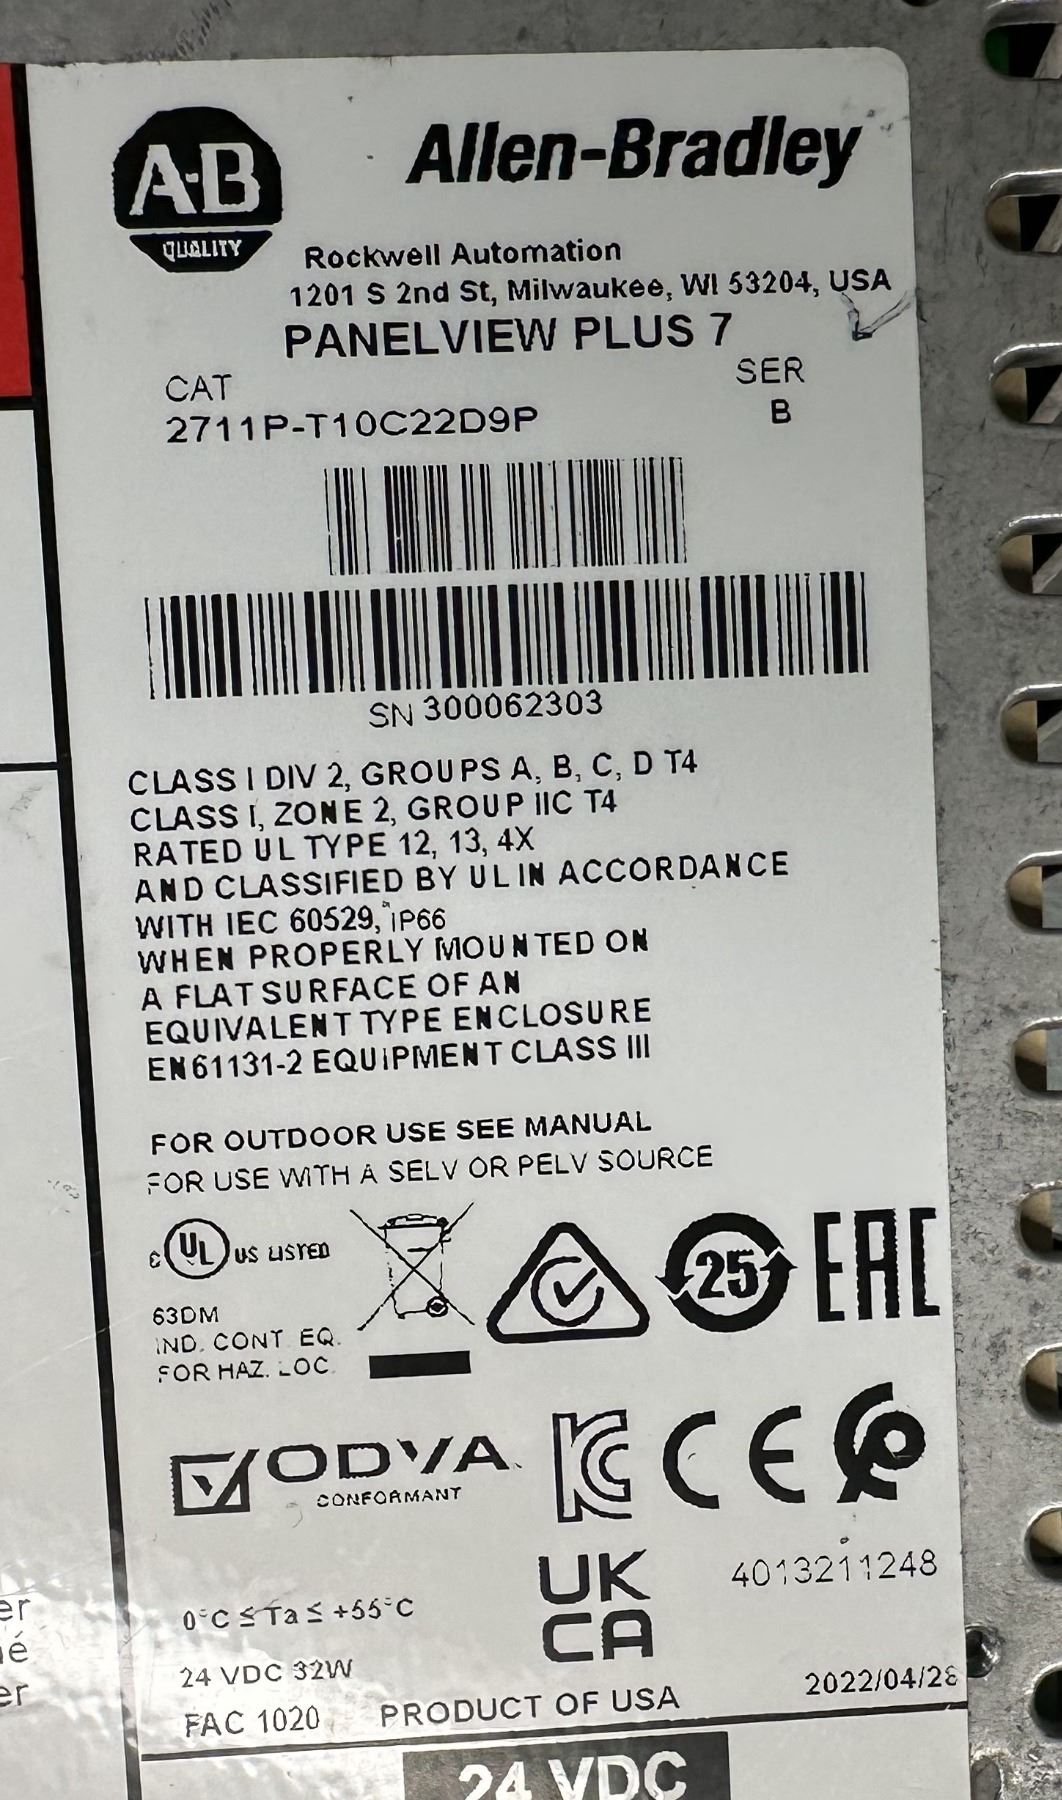 A-B
QUALITY
Allen-Bradley
Rockwell Automation
1201 S 2nd St, Milwaukee, WI 53204, USA
PANELVIEW PLUS 7
CAT
SER
2711P-T10C22D9P
B
SN 300062303
CLASS I DIV 2, GROUPS A, B, C, D T4
CLASS I, ZONE 2, GROUP IIC T4
RATED UL TYPE 12, 13, 4X
AND CLASSIFIED BY UL IN ACCORDANCE
WITH IEC 60529, IP66
WHEN PROPERLY MOUNTED ON
A FLAT SURFACE OF AN
EQUIVALENT TYPE ENCLOSURE
EN61131-2 EQUIPMENT CLASS III
FOR OUTDOOR USE SEE MANUAL
FOR USE WITH A SELV OR PELV SOURCE
c UL US LISTED
25
EAC
63DM
IND. CONT. EQ.
FOR HAZ. LOC.
ODVA
CONFORMANT
KC
CE
UK
CA
4013211248
0°C ≤ Ta ≤ +55°C
24 VDC 32W
2022/04/28
FAC 1020
PRODUCT OF USA
24 VDC
er
er